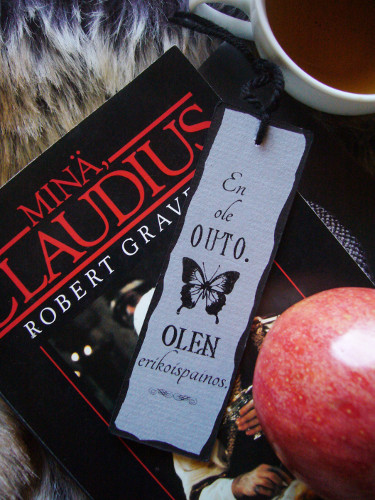 MINÄ,
CLAUDIUS
ROBERT GRAVES
En
ole
OUTO.
OLEN
erikoispainos.